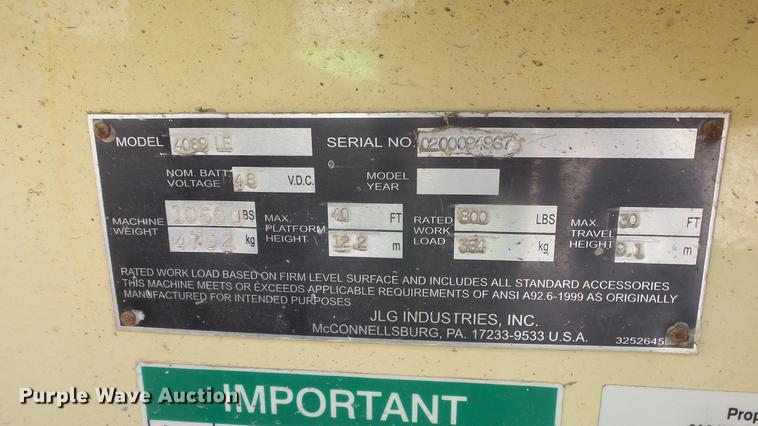 MODEL 4069 LE SERIAL NO. 0200094967
NOM. BATT. VOLTAGE 48 V.D.C. MODEL YEAR
MACHINE WEIGHT 10560 LBS 4752 kg
MAX. PLATFORM HEIGHT 40 FT 12.2 m
RATED WORK LOAD 800 LBS 364 kg
MAX. TRAVEL HEIGHT 30 FT 9.1 m
RATED WORK LOAD BASED ON FIRM LEVEL SURFACE AND INCLUDES ALL STANDARD ACCESSORIES
THIS MACHINE MEETS OR EXCEEDS APPLICABLE REQUIREMENTS OF ANSI A92.6-1999 AS ORIGINALLY
MANUFACTURED FOR INTENDED PURPOSES
JLG INDUSTRIES, INC.
McCONNELLSBURG, PA. 17233-9533 U.S.A.
3252645
Purple Wave Auction
IMPORTANT
Prop